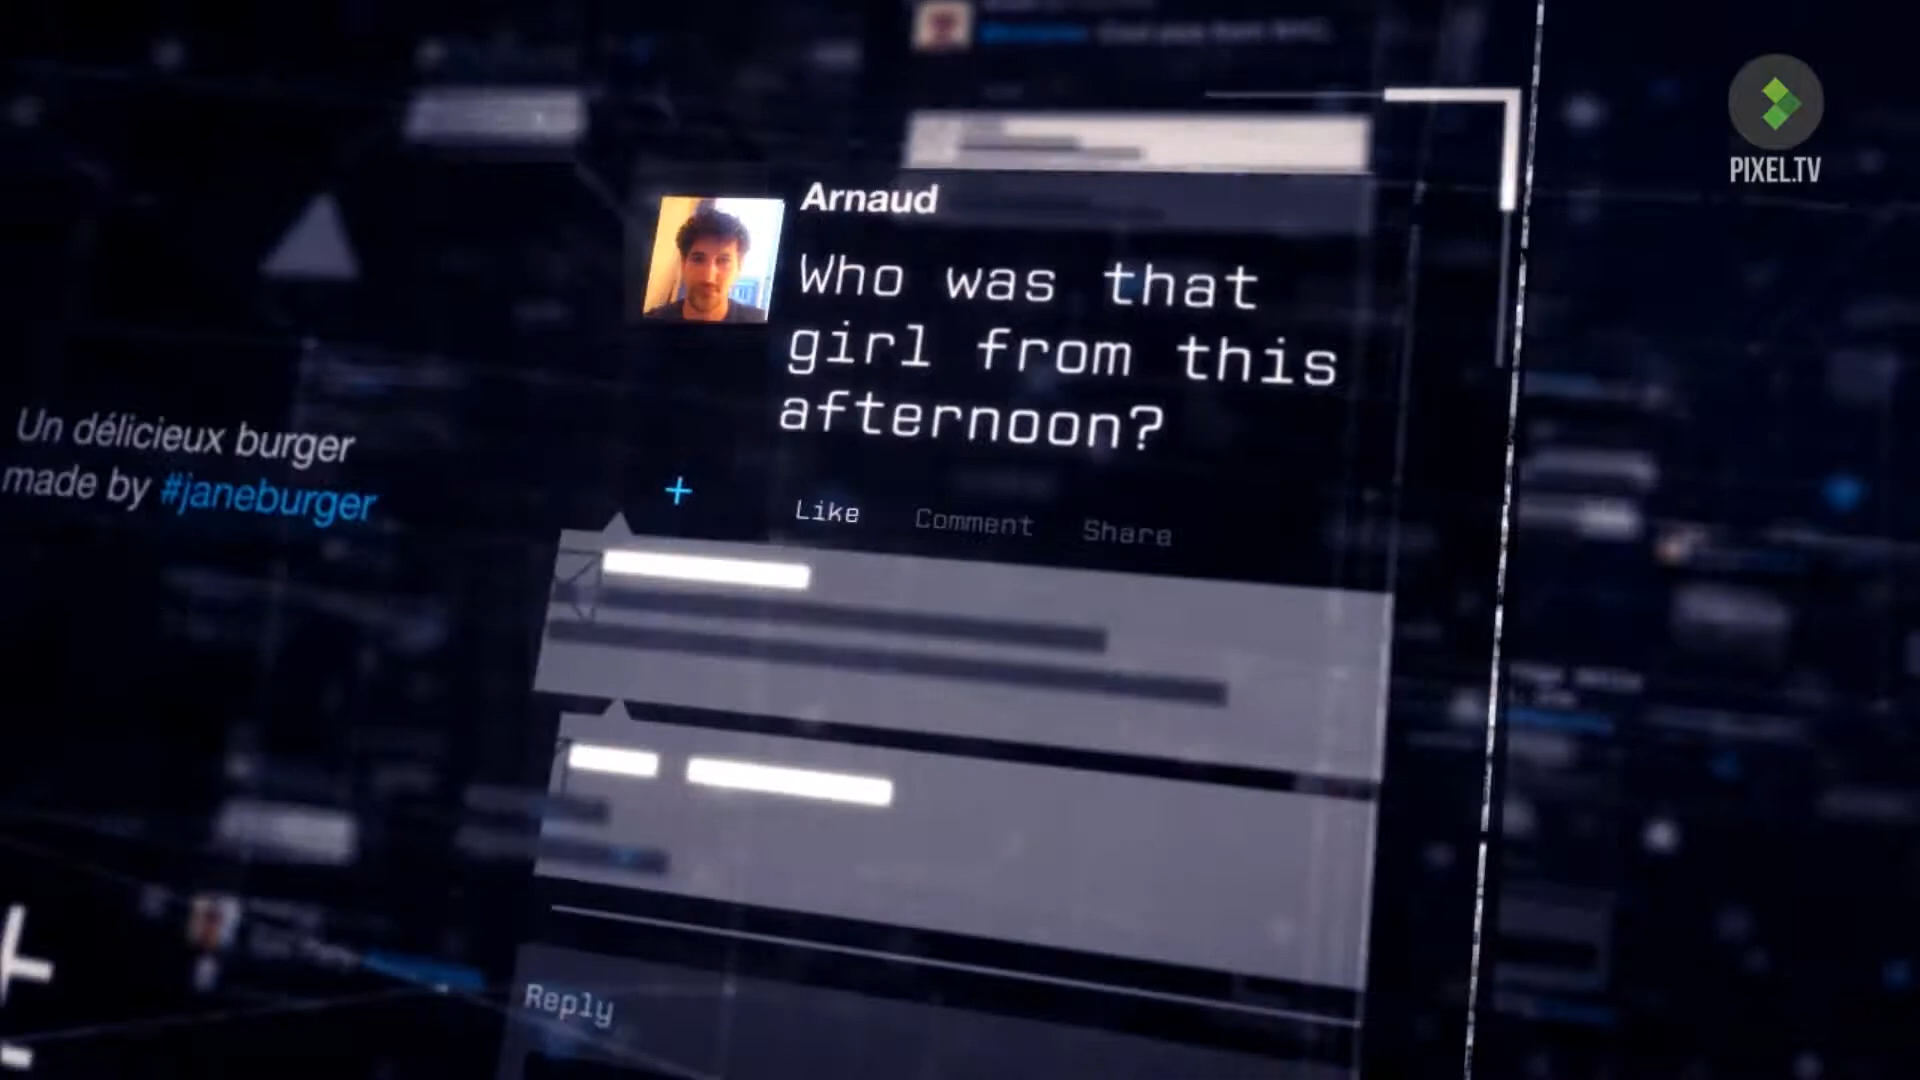 PIXEL.TV
Arnaud
Who was that
girl from this
afternoon?
Un délicieux burger
made by #janeburger
Like Comment Share
Reply